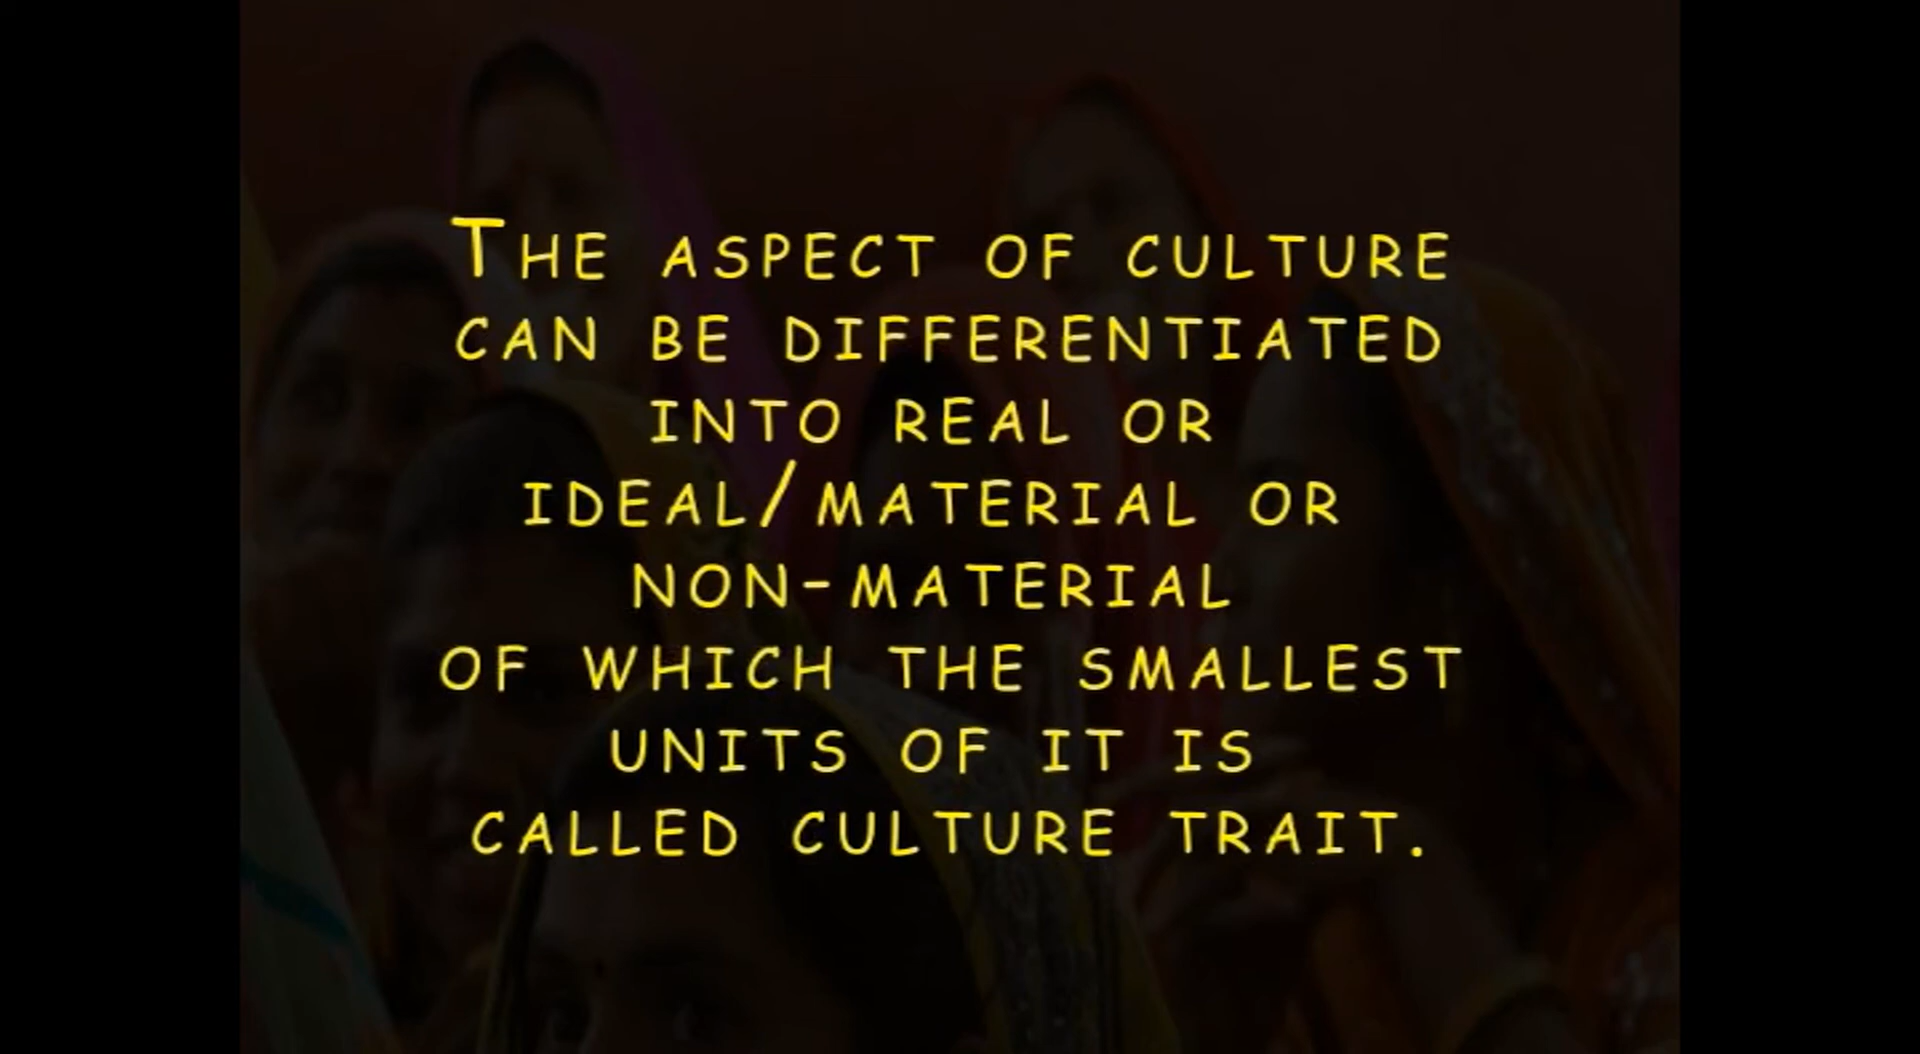 The aspect of culture
can be differentiated
into real or
ideal/material or
non-material
of which the smallest
units of it is
called culture trait.